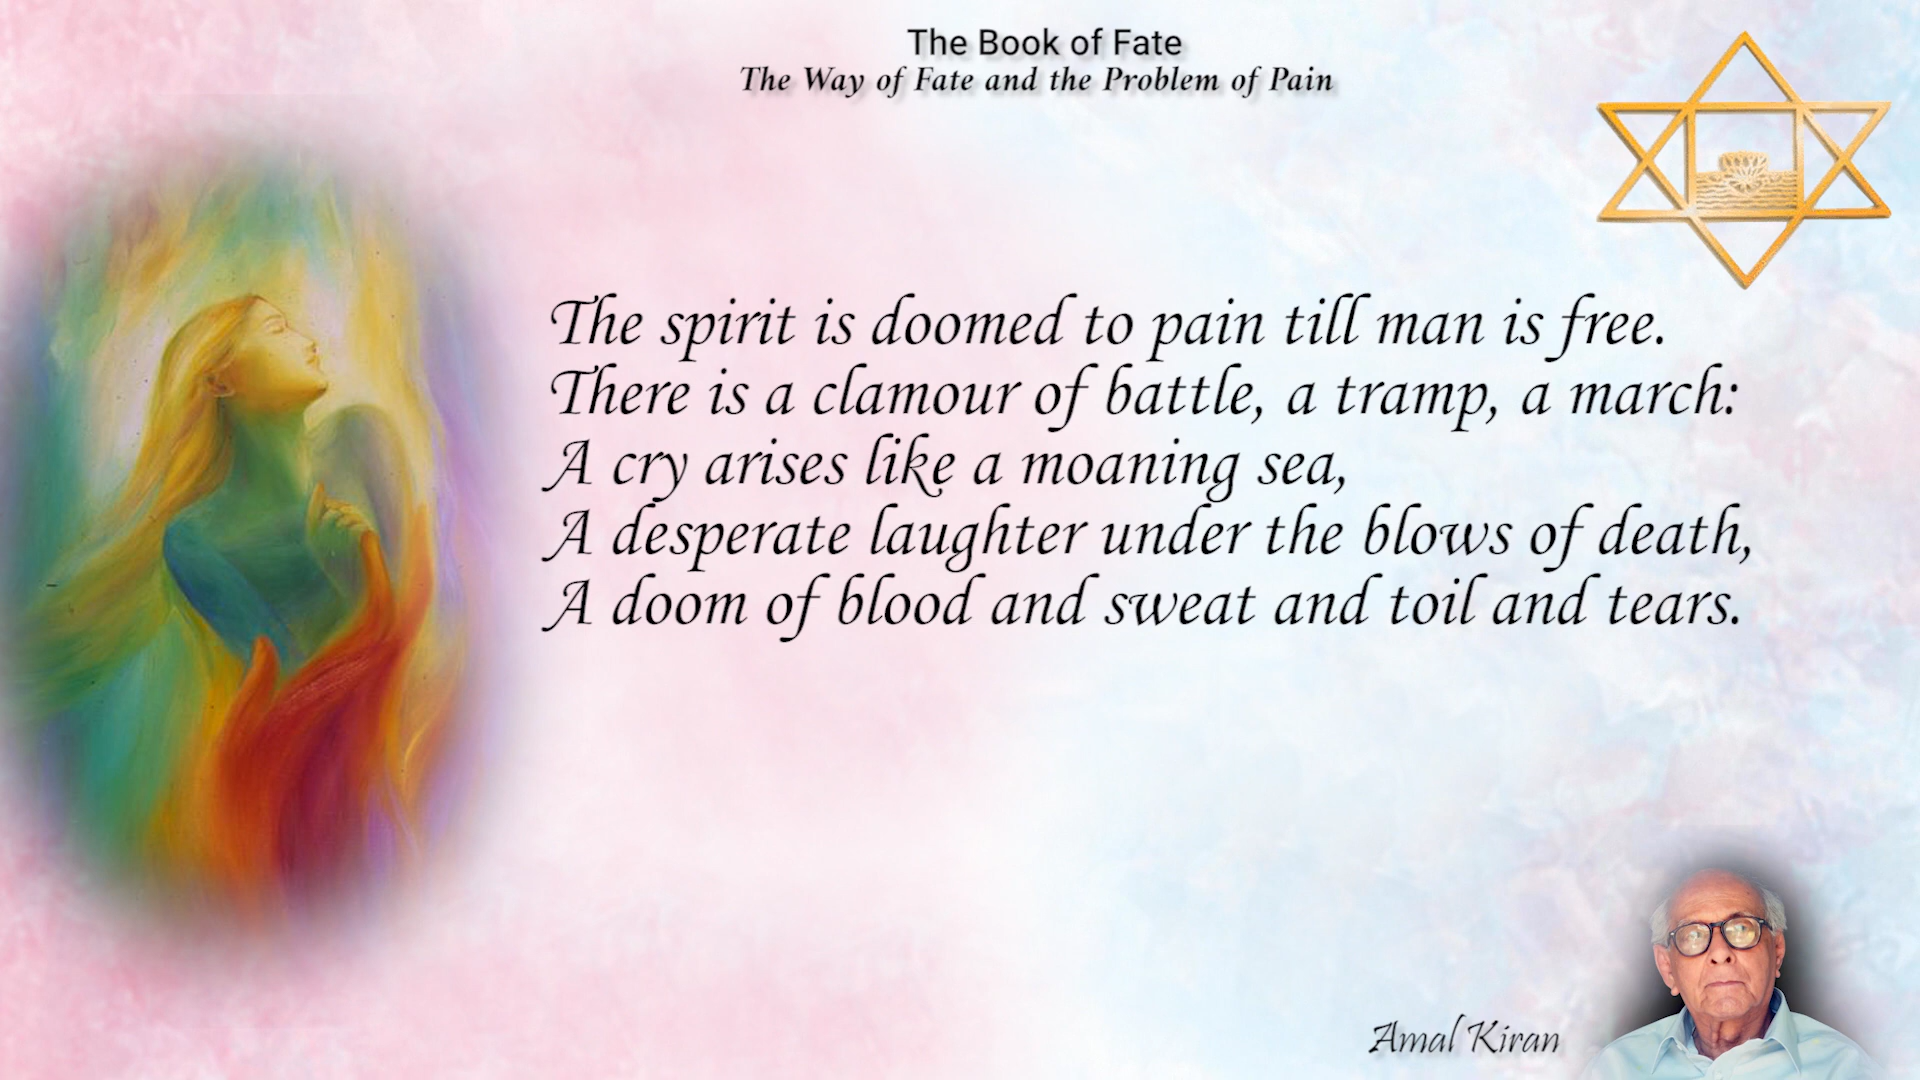 The Book of Fate
The Way of Fate and the Problem of Pain
The spirit is doomed to pain till man is free.
There is a clamour of battle, a tramp, a march:
A cry arises like a moaning sea,
A desperate laughter under the blows of death,
A doom of blood and sweat and toil and tears.
Amal Kiran